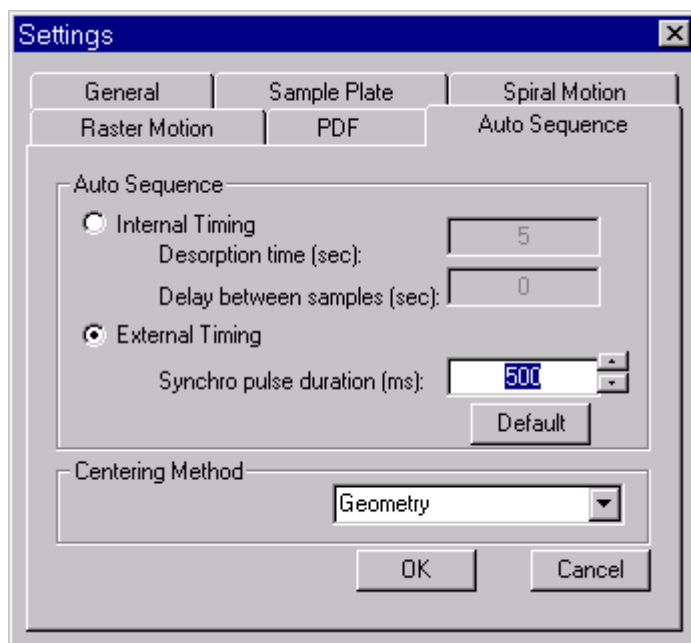 Settings
General Sample Plate Spiral Motion
Raster Motion PDF Auto Sequence
Auto Sequence
Internal Timing
Desorption time (sec): 5
Delay between samples (sec): 0
External Timing
Synchro pulse duration (ms): 500
Default
Centering Method
Geometry
OK Cancel